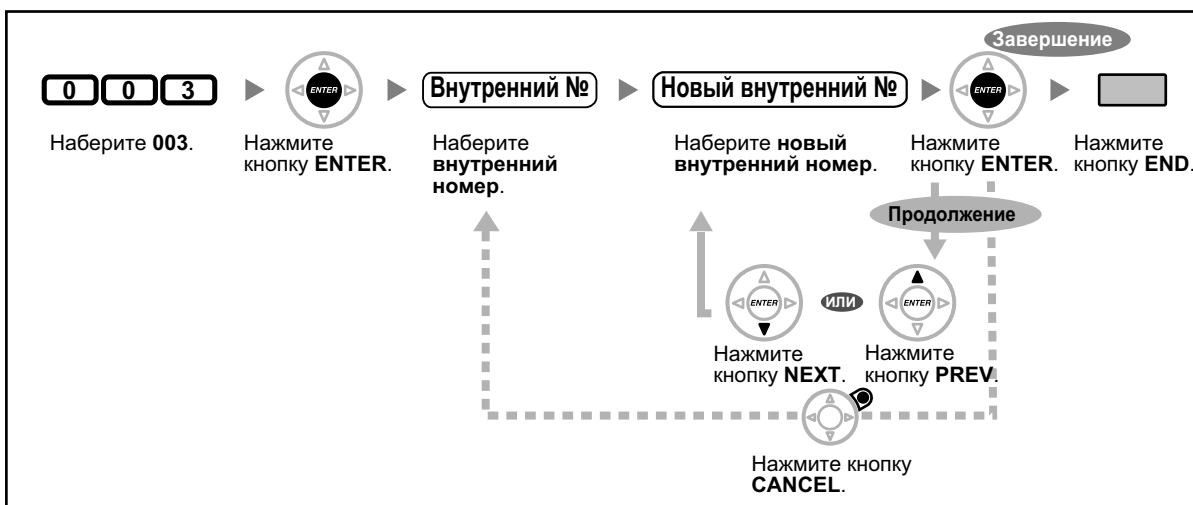 Завершение
0 0 3
ENTER
Внутренний №
Новый внутренний №
ENTER
Наберите 003.
Нажмите
кнопку ENTER.
Наберите
внутренний
номер.
Наберите новый
внутренний номер.
Нажмите
кнопку ENTER.
Нажмите
кнопку END.
Продолжение
ENTER
или
ENTER
Нажмите
кнопку NEXT.
Нажмите
кнопку PREV.
Нажмите кнопку
CANCEL.